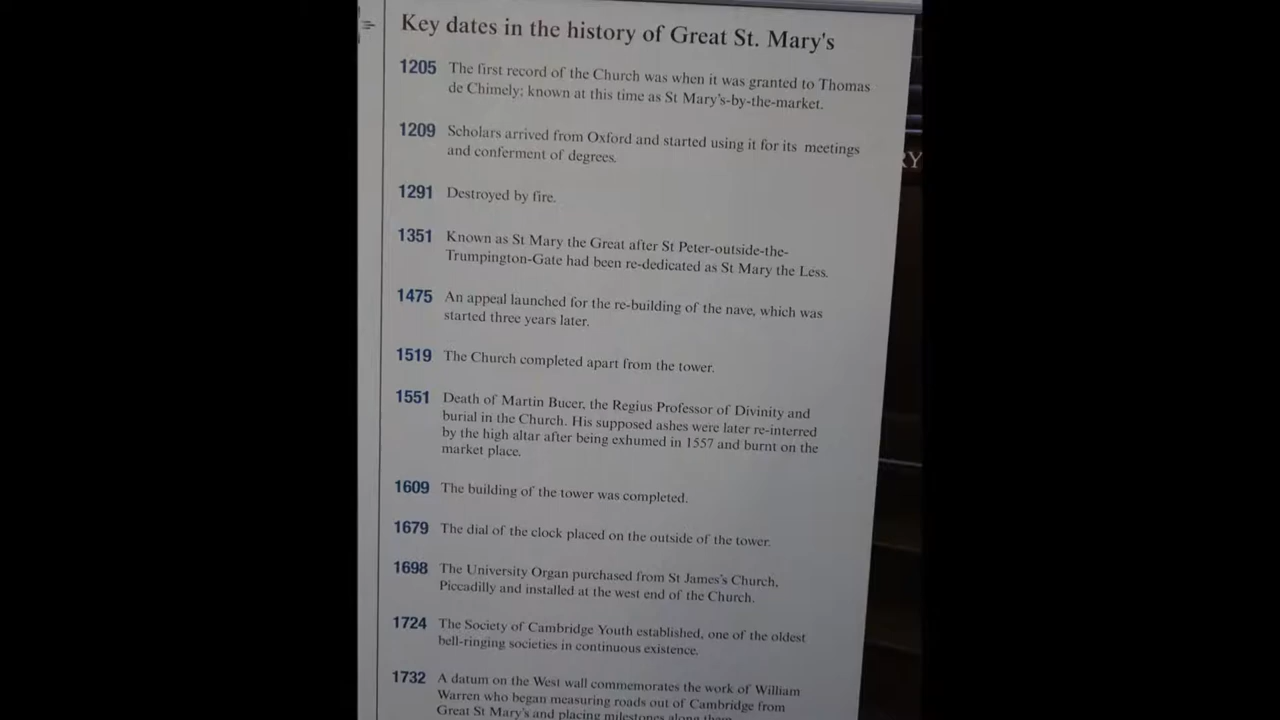 Key dates in the history of Great St. Mary's
1205 The first record of the Church was when it was granted to Thomas
de Chimely; known at this time as St Mary's-by-the-market.
1209 Scholars arrived from Oxford and started using it for its meetings
and conferment of degrees.
1291 Destroyed by fire.
1351 Known as St Mary the Great after St Peter-outside-the-
Trumpington-Gate had been re-dedicated as St Mary the Less.
1475 An appeal launched for the re-building of the nave, which was
started three years later.
1519 The Church completed apart from the tower.
1551 Death of Martin Bucer, the Regius Professor of Divinity and
burial in the Church. His supposed ashes were later re-interred
by the high altar after being exhumed in 1557 and burnt on the
market place.
1609 The building of the tower was completed.
1679 The dial of the clock placed on the outside of the tower.
1698 The University Organ purchased from St James's Church,
Piccadilly and installed at the west end of the Church.
1724 The Society of Cambridge Youth established, one of the oldest
bell-ringing societies in continuous existence.
1732 A datum on the West wall commemorates the work of William
Warren who began measuring roads out of Cambridge from
Great St Mary's and placing milestones along them
RY